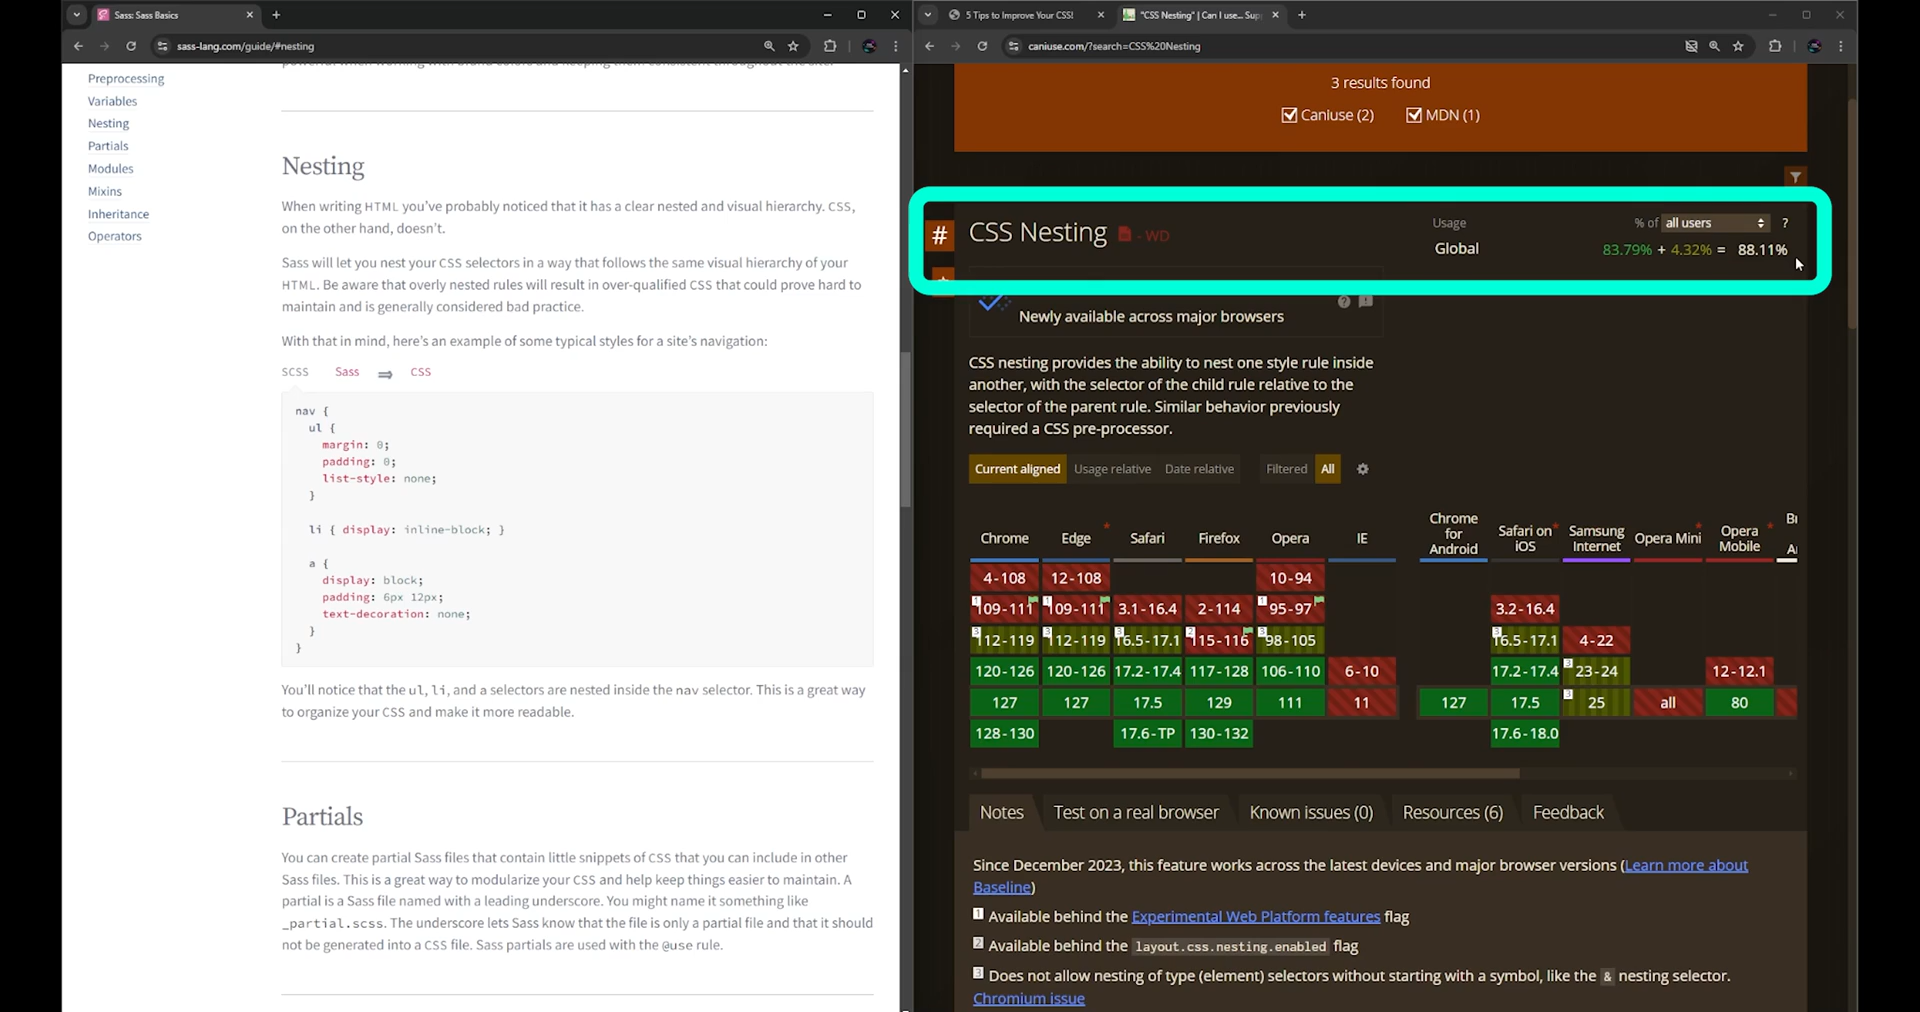 Sass: Sass Basics
sass-lang.com/guide/#nesting
Preprocessing
Variables
Nesting
Partials
Modules
Mixins
Inheritance
Operators
Nesting
When writing HTML you’ve probably noticed that it has a clear nested and visual hierarchy. CSS,
on the other hand, doesn’t.
Sass will let you nest your CSS selectors in a way that follows the same visual hierarchy of your
HTML. Be aware that overly nested rules will result in over-qualified CSS that could prove hard to
maintain and is generally considered bad practice.
With that in mind, here’s an example of some typical styles for a site’s navigation:
SCSS Sass ⇒ CSS
nav {
ul {
margin: 0;
padding: 0;
list-style: none;
}
li { display: inline-block; }
a {
display: block;
padding: 6px 12px;
text-decoration: none;
}
}
You’ll notice that the ul, li, and a selectors are nested inside the nav selector. This is a great way
to organize your CSS and make it more readable.
Partials
You can create partial Sass files that contain little snippets of CSS that you can include in other
Sass files. This is a great way to modularize your CSS and help keep things easier to maintain. A
partial is a Sass file named with a leading underscore. You might name it something like
_partial.scss. The underscore lets Sass know that the file is only a partial file and that it should
not be generated into a CSS file. Sass partials are used with the @use rule.
5 Tips to Improve Your CSS!
"CSS Nesting" | Can I use... Sup
caniuse.com/?search=CSS%20Nesting
3 results found
CanIuse (2) MDN (1)
# CSS Nesting - WD
Usage % of all users ?
Global 83.79% + 4.32% = 88.11%
Newly available across major browsers
CSS nesting provides the ability to nest one style rule inside
another, with the selector of the child rule relative to the
selector of the parent rule. Similar behavior previously
required a CSS pre-processor.
Current aligned Usage relative Date relative Filtered All
Chrome Edge * Safari Firefox Opera IE Chrome for Android Safari on iOS * Samsung Internet Opera Mini * Opera Mobile *
4-108 12-108 10-94
1 109-111 1 109-111 3.1-16.4 2-114 1 95-97 3.2-16.4
3 112-119 3 112-119 3 16.5-17.1 2 115-116 3 98-105 3 16.5-17.1 4-22
120-126 120-126 17.2-17.4 117-128 106-110 6-10 17.2-17.4 3 23-24 12-12.1
127 127 17.5 129 111 11 127 17.5 3 25 all 80
128-130 17.6-TP 130-132 17.6-18.0
Notes Test on a real browser Known issues (0) Resources (6) Feedback
Since December 2023, this feature works across the latest devices and major browser versions (Learn more about
Baseline)
1 Available behind the Experimental Web Platform features flag
2 Available behind the layout.css.nesting.enabled flag
3 Does not allow nesting of type (element) selectors without starting with a symbol, like the & nesting selector.
Chromium issue